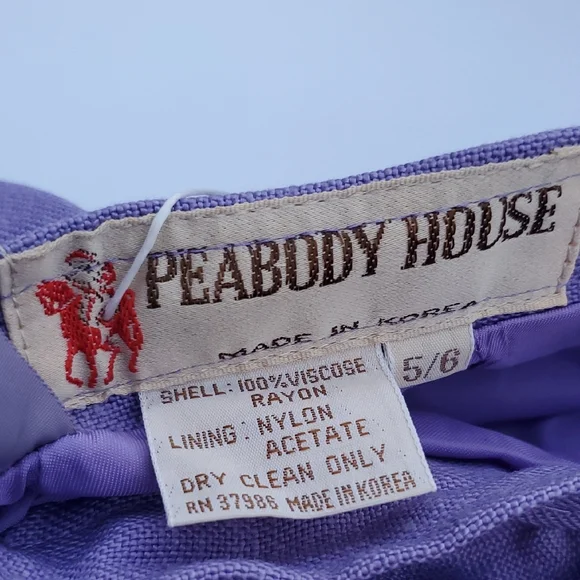 PEABODY HOUSE
MADE IN KOREA
5/6
SHELL: 100% VISCOSE
RAYON
LINING: NYLON
ACETATE
DRY CLEAN ONLY
RN 37986 MADE IN KOREA